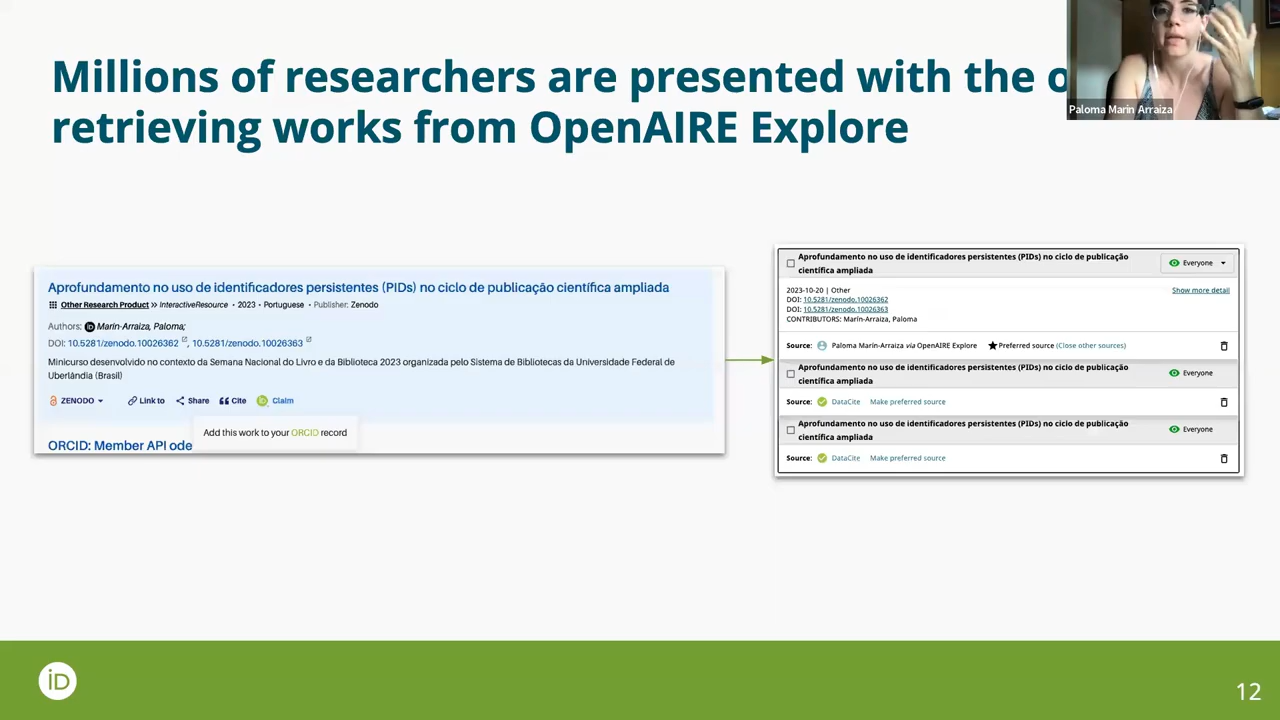 Millions of researchers are presented with the
retrieving works from OpenAIRE Explore
Paloma Marin Arraiza
Aprofundamento no uso de identificadores persistentes (PIDs) no ciclo de publicação científica ampliada
Other Research Product » InteractiveResource • 2023 • Portuguese • Publisher: Zenodo
Authors: iD Marín-Arraiza, Paloma;
DOI: 10.5281/zenodo.10026362 , 10.5281/zenodo.10026363
Minicurso desenvolvido no contexto da Semana Nacional do Livro e da Biblioteca 2023 organizada pelo Sistema de Bibliotecas da Universidade Federal de
Uberlândia (Brasil)
ZENODO Link to Share Cite iD Claim
Add this work to your ORCID record
ORCID: Member API ode
Aprofundamento no uso de identificadores persistentes (PIDs) no ciclo de publicação
científica ampliada
Everyone
2023-10-20 | Other
Show more detail
DOI: 10.5281/zenodo.10026362
DOI: 10.5281/zenodo.10026363
CONTRIBUTORS: Marín-Arraiza, Paloma
Source: Paloma Marín-Arraiza via OpenAIRE Explore ★Preferred source (Close other sources)
Aprofundamento no uso de identificadores persistentes (PIDs) no ciclo de publicação
científica ampliada
Everyone
Source: DataCite Make preferred source
Aprofundamento no uso de identificadores persistentes (PIDs) no ciclo de publicação
científica ampliada
Everyone
Source: DataCite Make preferred source
iD
12